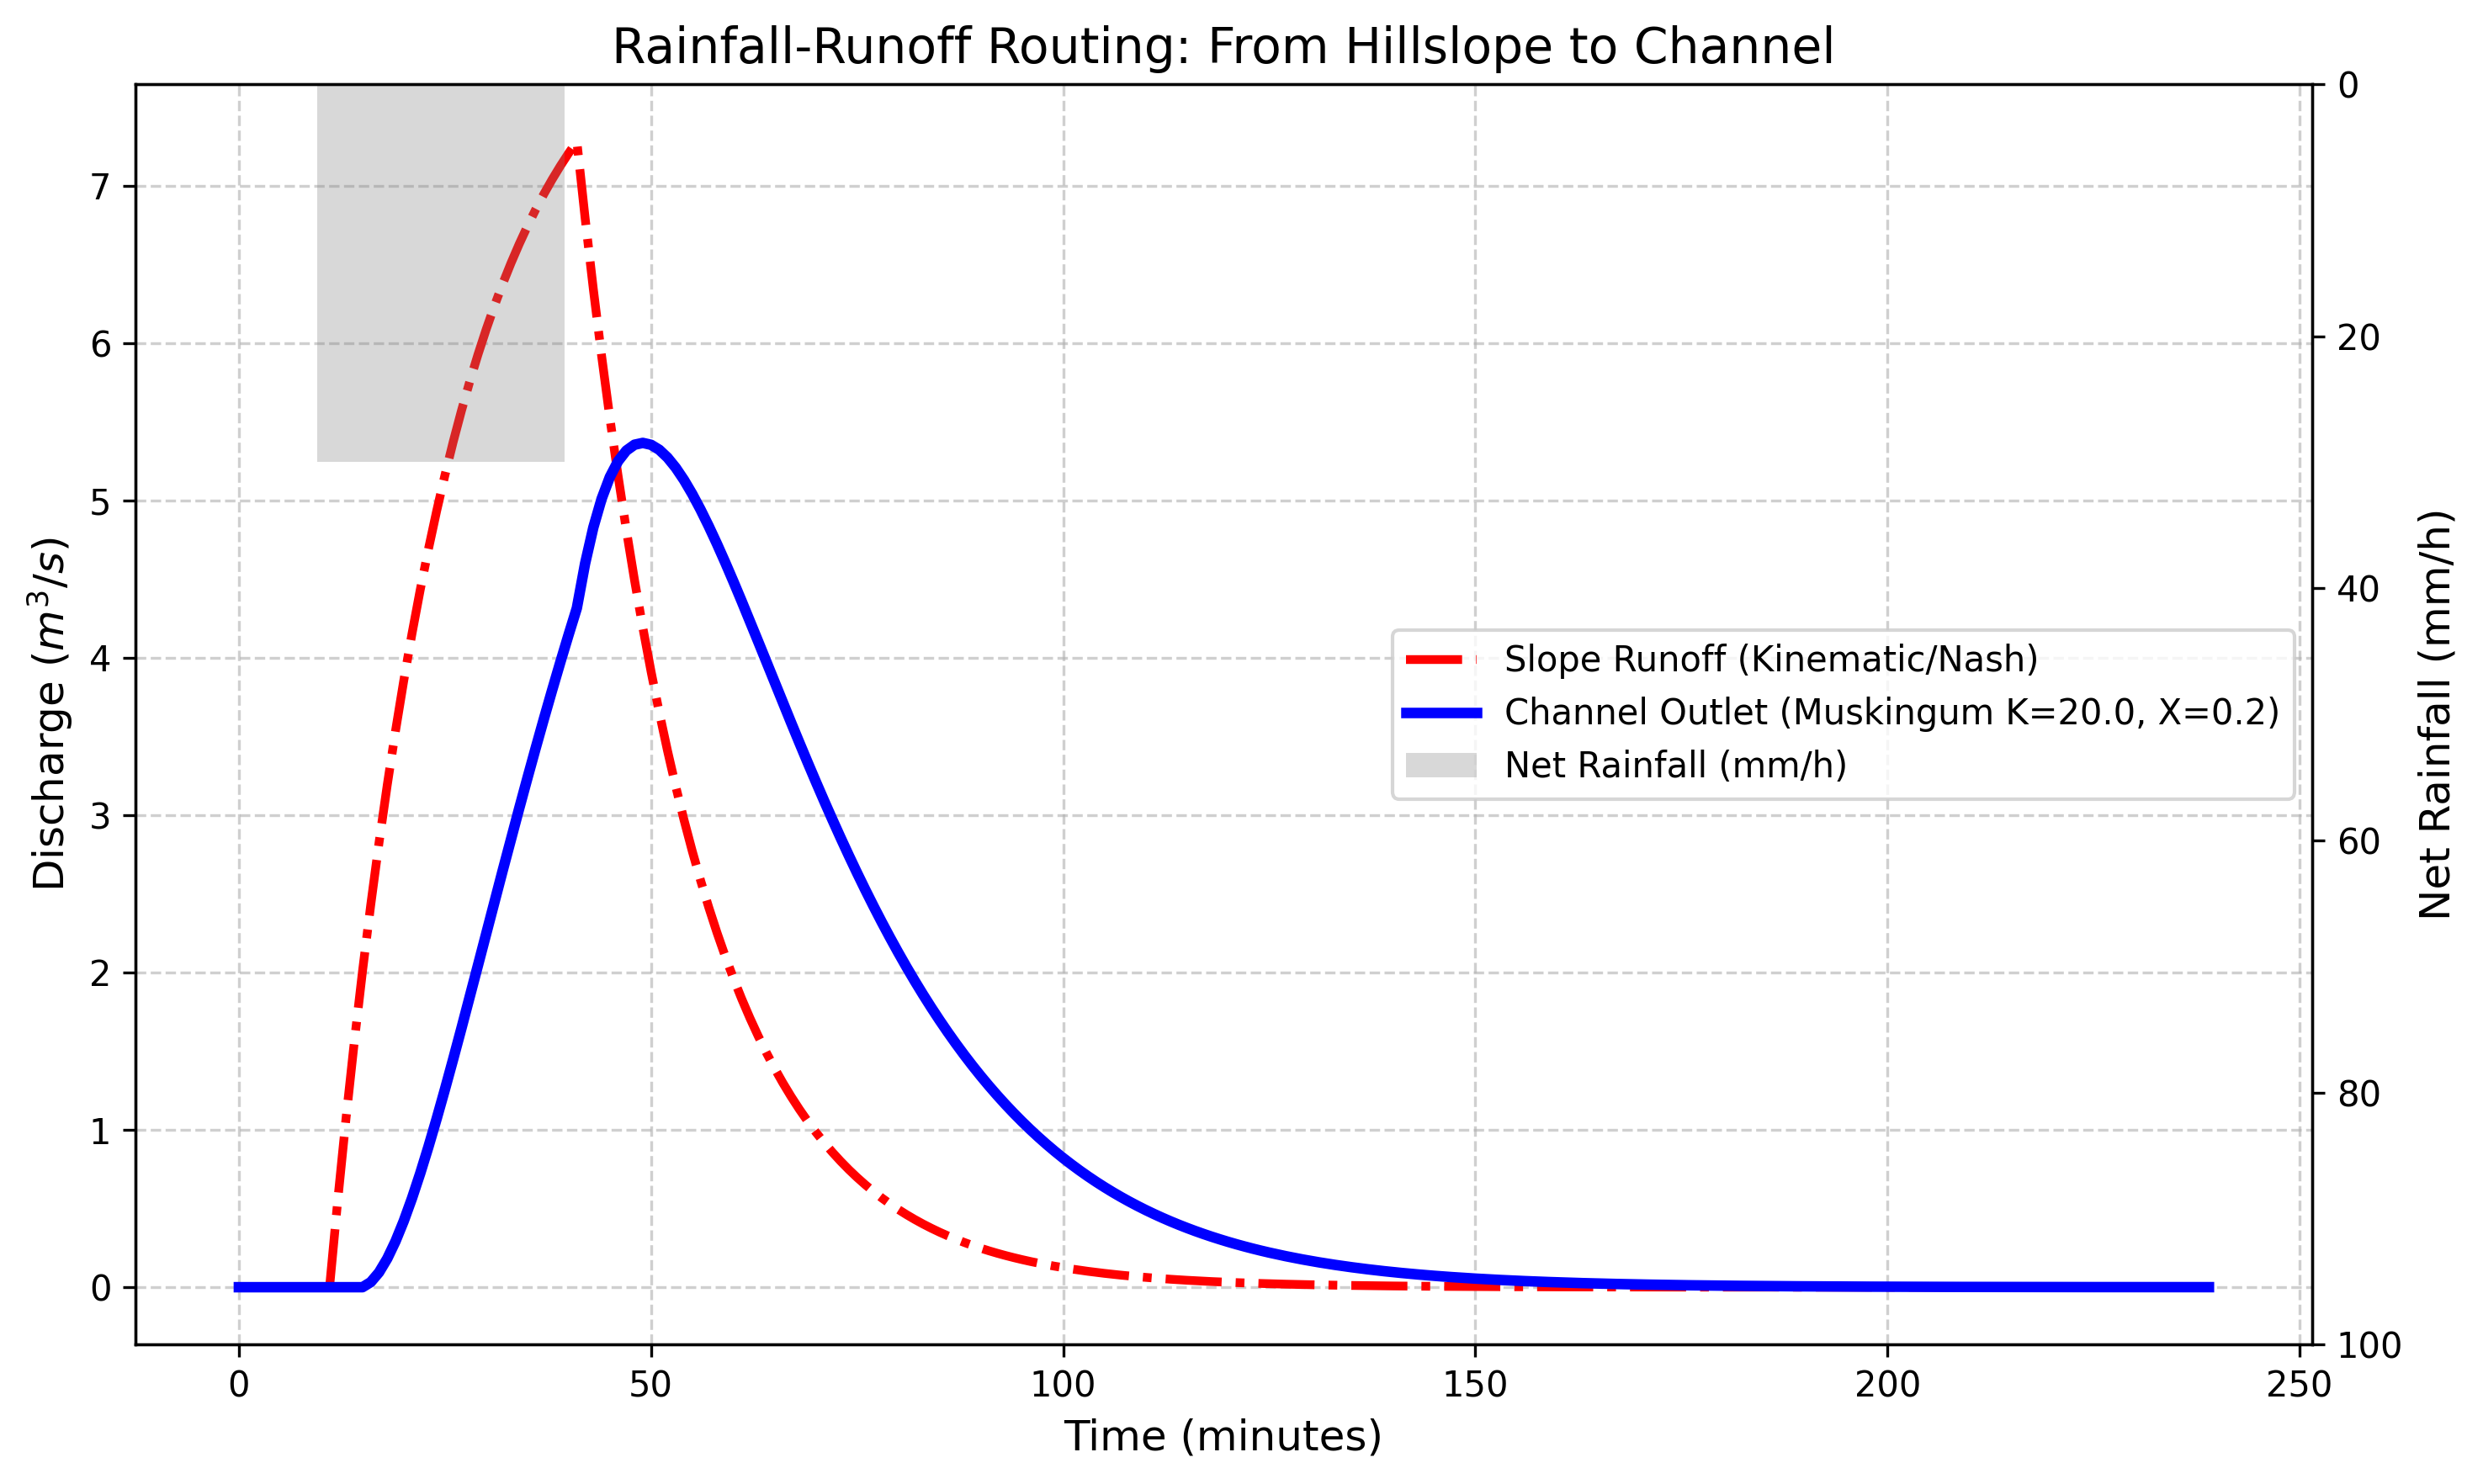 Rainfall-Runoff Routing: From Hillslope to Channel
Discharge (m³/s)
7
6
5
4
3
2
1
0
0
20
40
60
80
100
Net Rainfall (mm/h)
Slope Runoff (Kinematic/Nash)
Channel Outlet (Muskingum K=20.0, X=0.2)
Net Rainfall (mm/h)
0
50
100
150
200
250
Time (minutes)